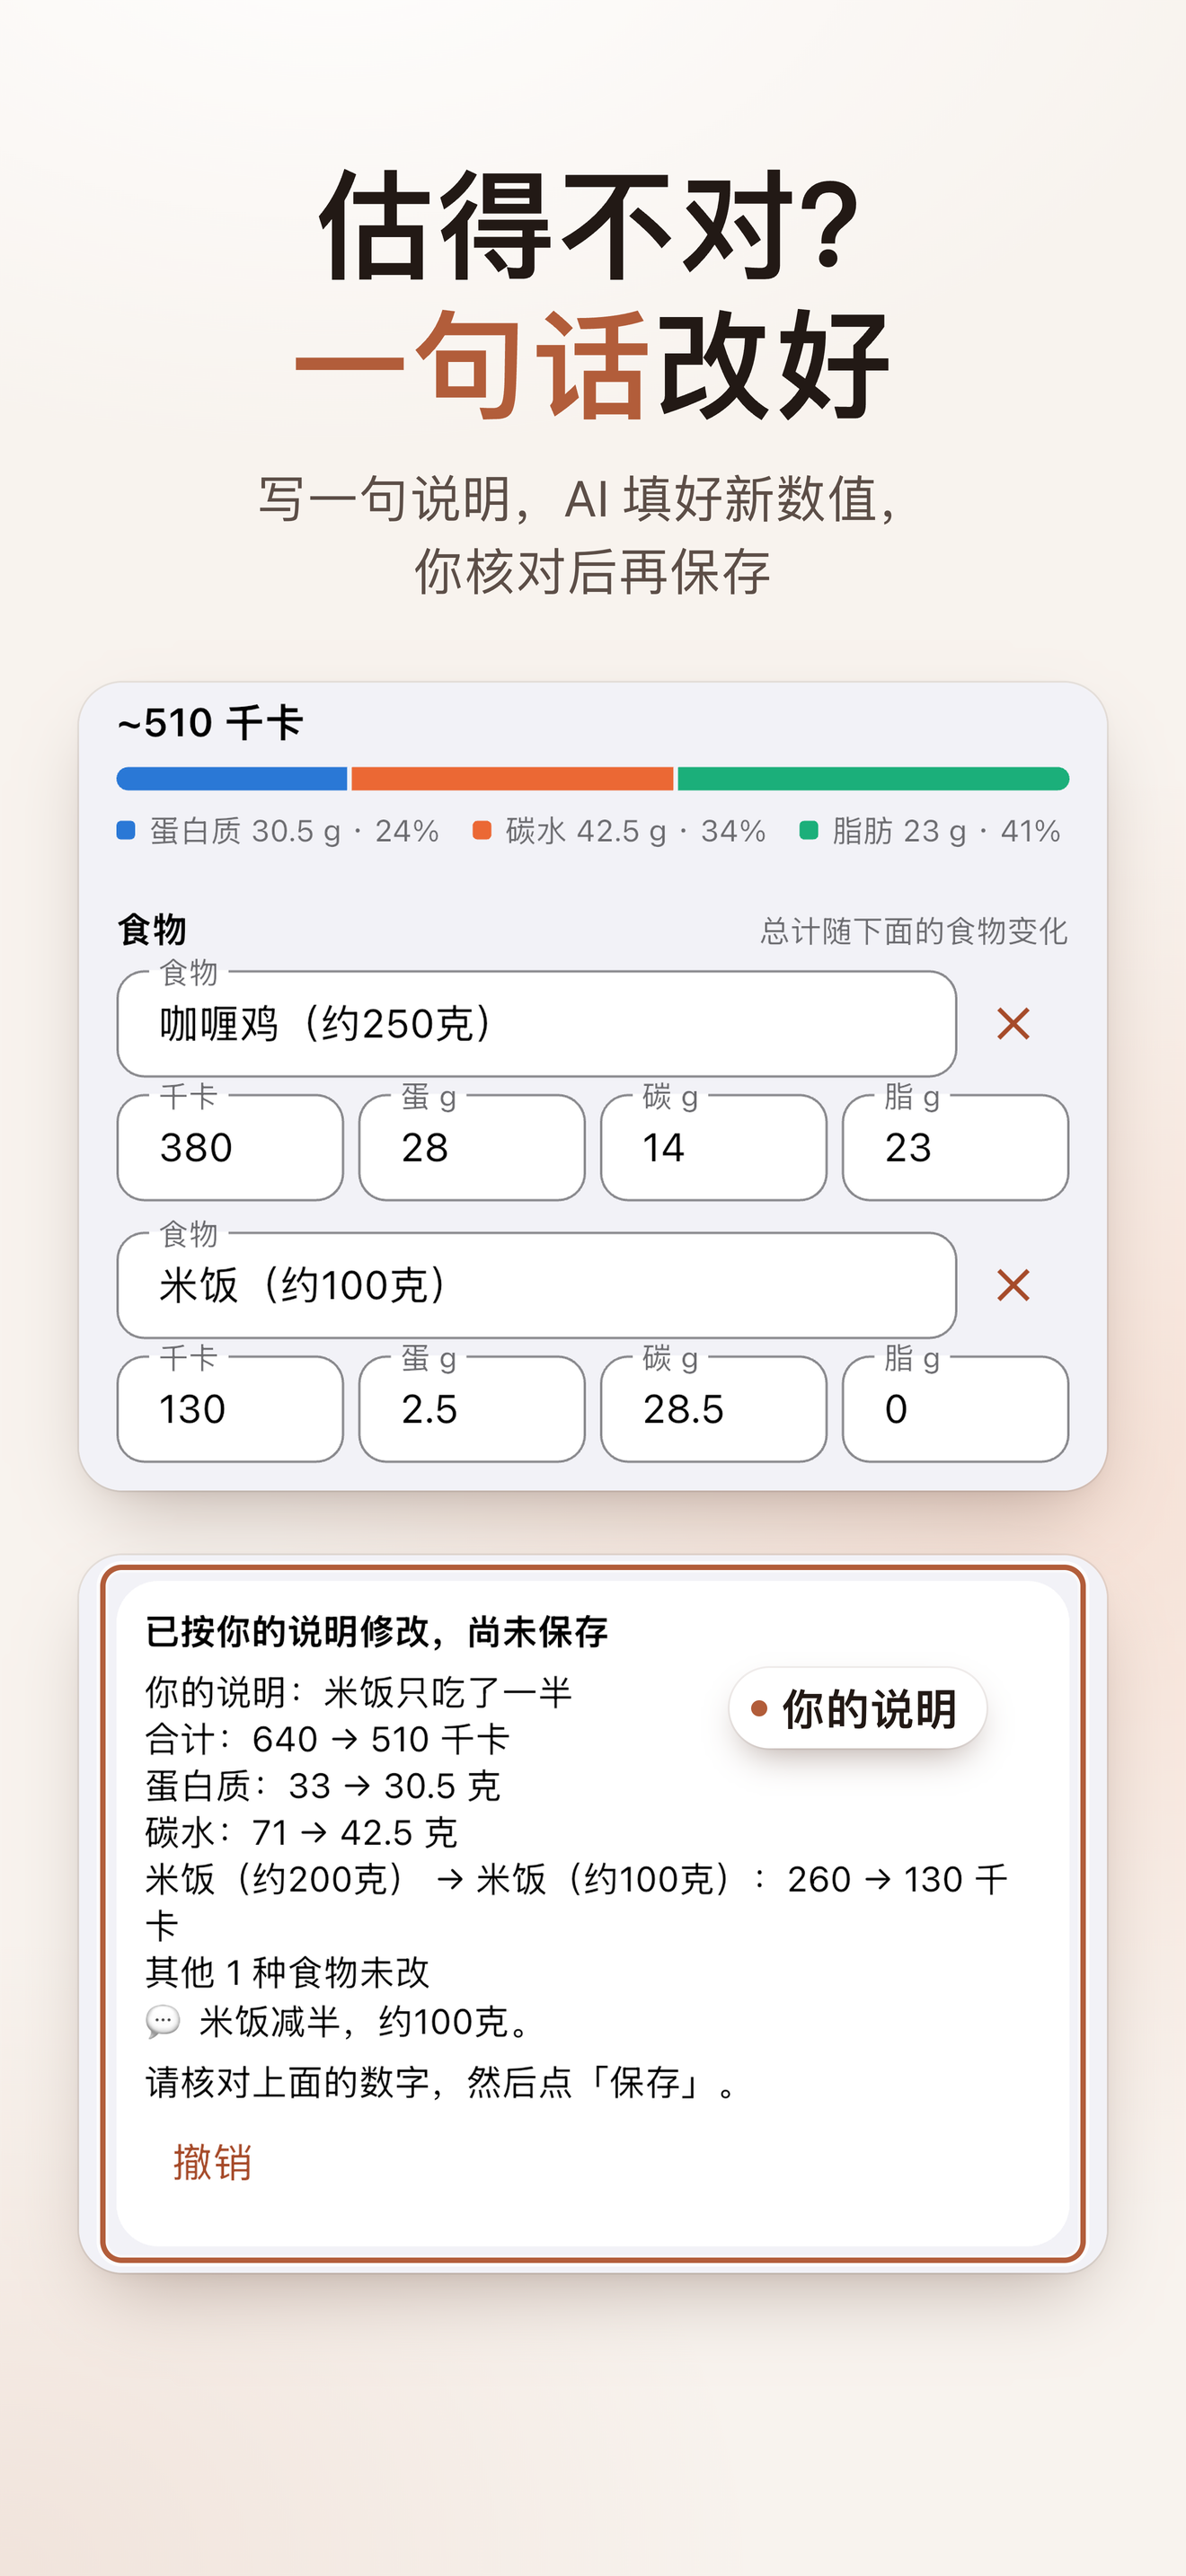 估得不对?
一句话改好
写一句说明，AI 填好新数值，
你核对后再保存
~510 千卡
蛋白质 30.5 g · 24% 碳水 42.5 g · 34% 脂肪 23 g · 41%
食物 总计随下面的食物变化
食物
咖喱鸡（约250克）
千卡 蛋 g 碳 g 脂 g
380 28 14 23
食物
米饭（约100克）
千卡 蛋 g 碳 g 脂 g
130 2.5 28.5 0
已按你的说明修改，尚未保存
你的说明：米饭只吃了一半
你的说明
合计：640 → 510 千卡
蛋白质：33 → 30.5 克
碳水：71 → 42.5 克
米饭（约200克） → 米饭（约100克）：260 → 130 千
卡
其他 1 种食物未改
💬 米饭减半，约100克。
请核对上面的数字，然后点「保存」。
撤销